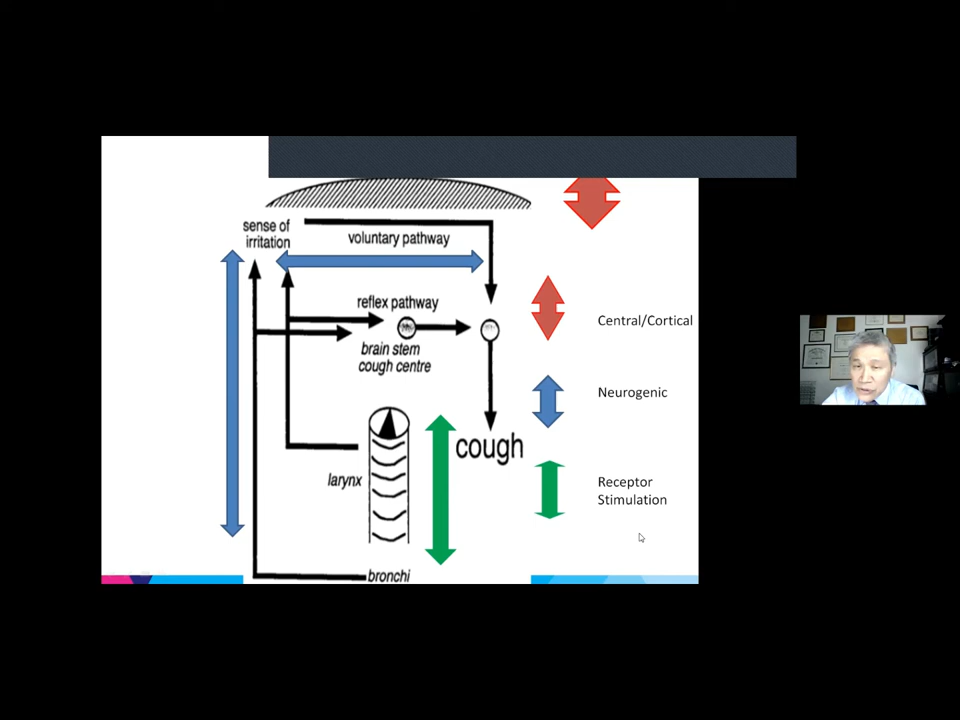 sense of
irritation
voluntary pathway
reflex pathway
brain stem
cough centre
cough
larynx
bronchi
Central/Cortical
Neurogenic
Receptor
Stimulation